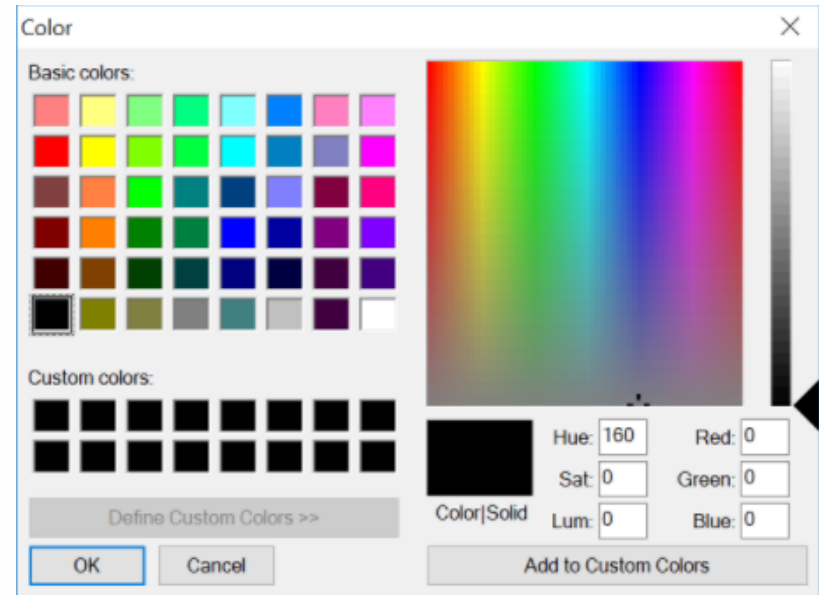 Color
Basic colors:
Custom colors:
Define Custom Colors >>
OK Cancel
Color|Solid
Hue: 160 Red: 0
Sat: 0 Green: 0
Lum: 0 Blue: 0
Add to Custom Colors